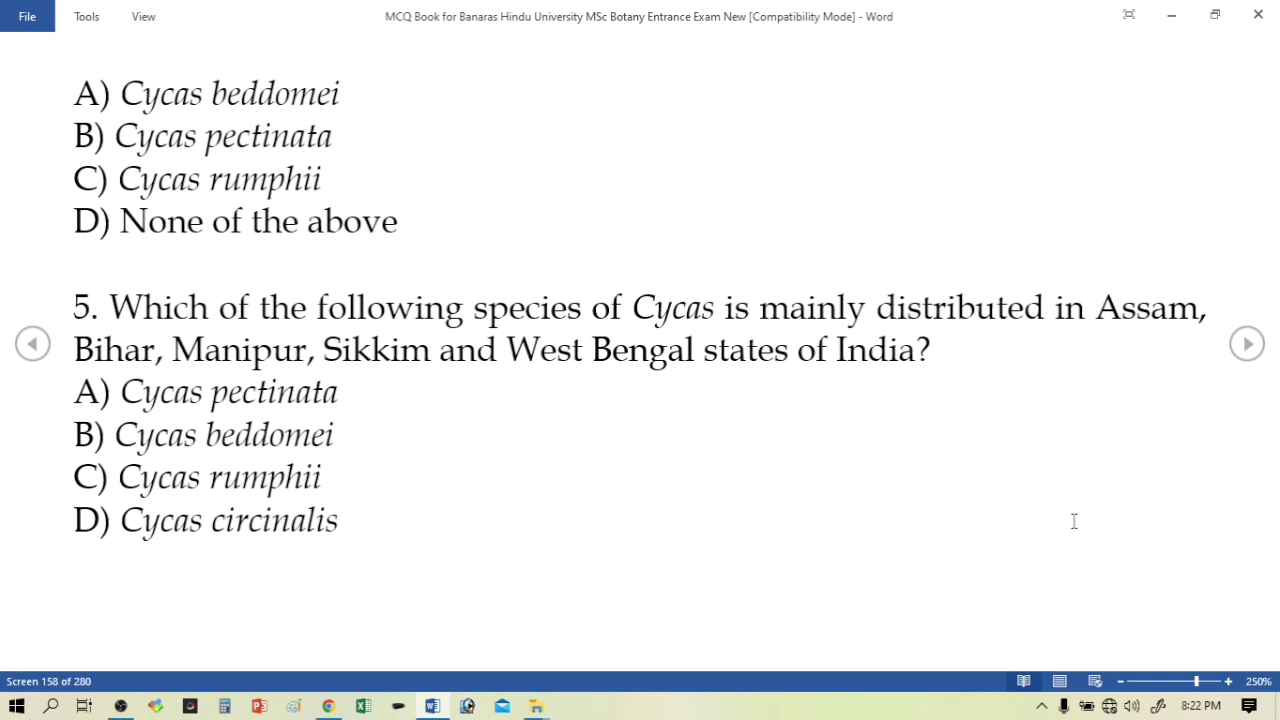 File Tools View MCQ Book for Banaras Hindu University MSc Botany Entrance Exam New [Compatibility Mode] - Word
A) Cycas beddomei
B) Cycas pectinata
C) Cycas rumphii
D) None of the above
5. Which of the following species of Cycas is mainly distributed in Assam,
Bihar, Manipur, Sikkim and West Bengal states of India?
A) Cycas pectinata
B) Cycas beddomei
C) Cycas rumphii
D) Cycas circinalis
Screen 158 of 280 250%
8:22 PM